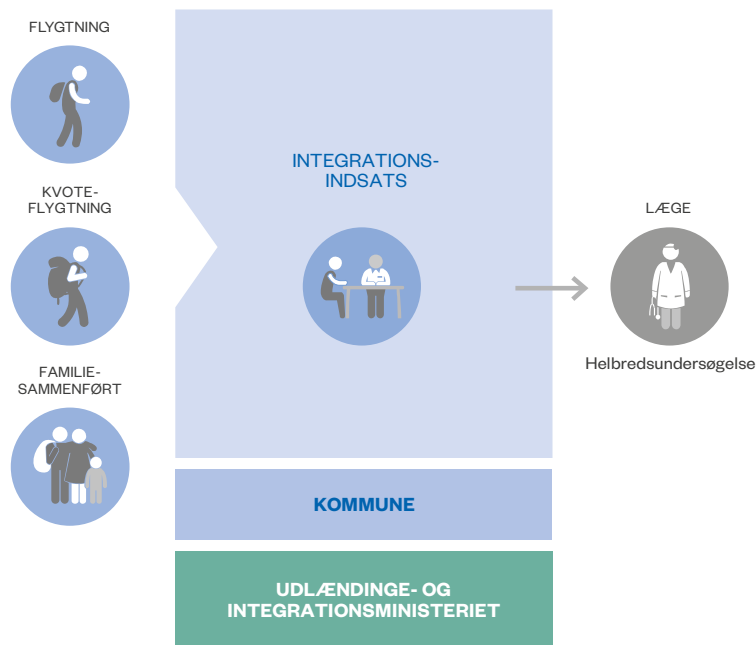 FLYGTNING
KVOTE-
FLYGTNING
FAMILIE-
SAMMENFØRT
INTEGRATIONS-
INDSATS
LÆGE
Helbredsundersøgelse
KOMMUNE
UDLÆNDINGE- OG
INTEGRATIONSMINISTERIET